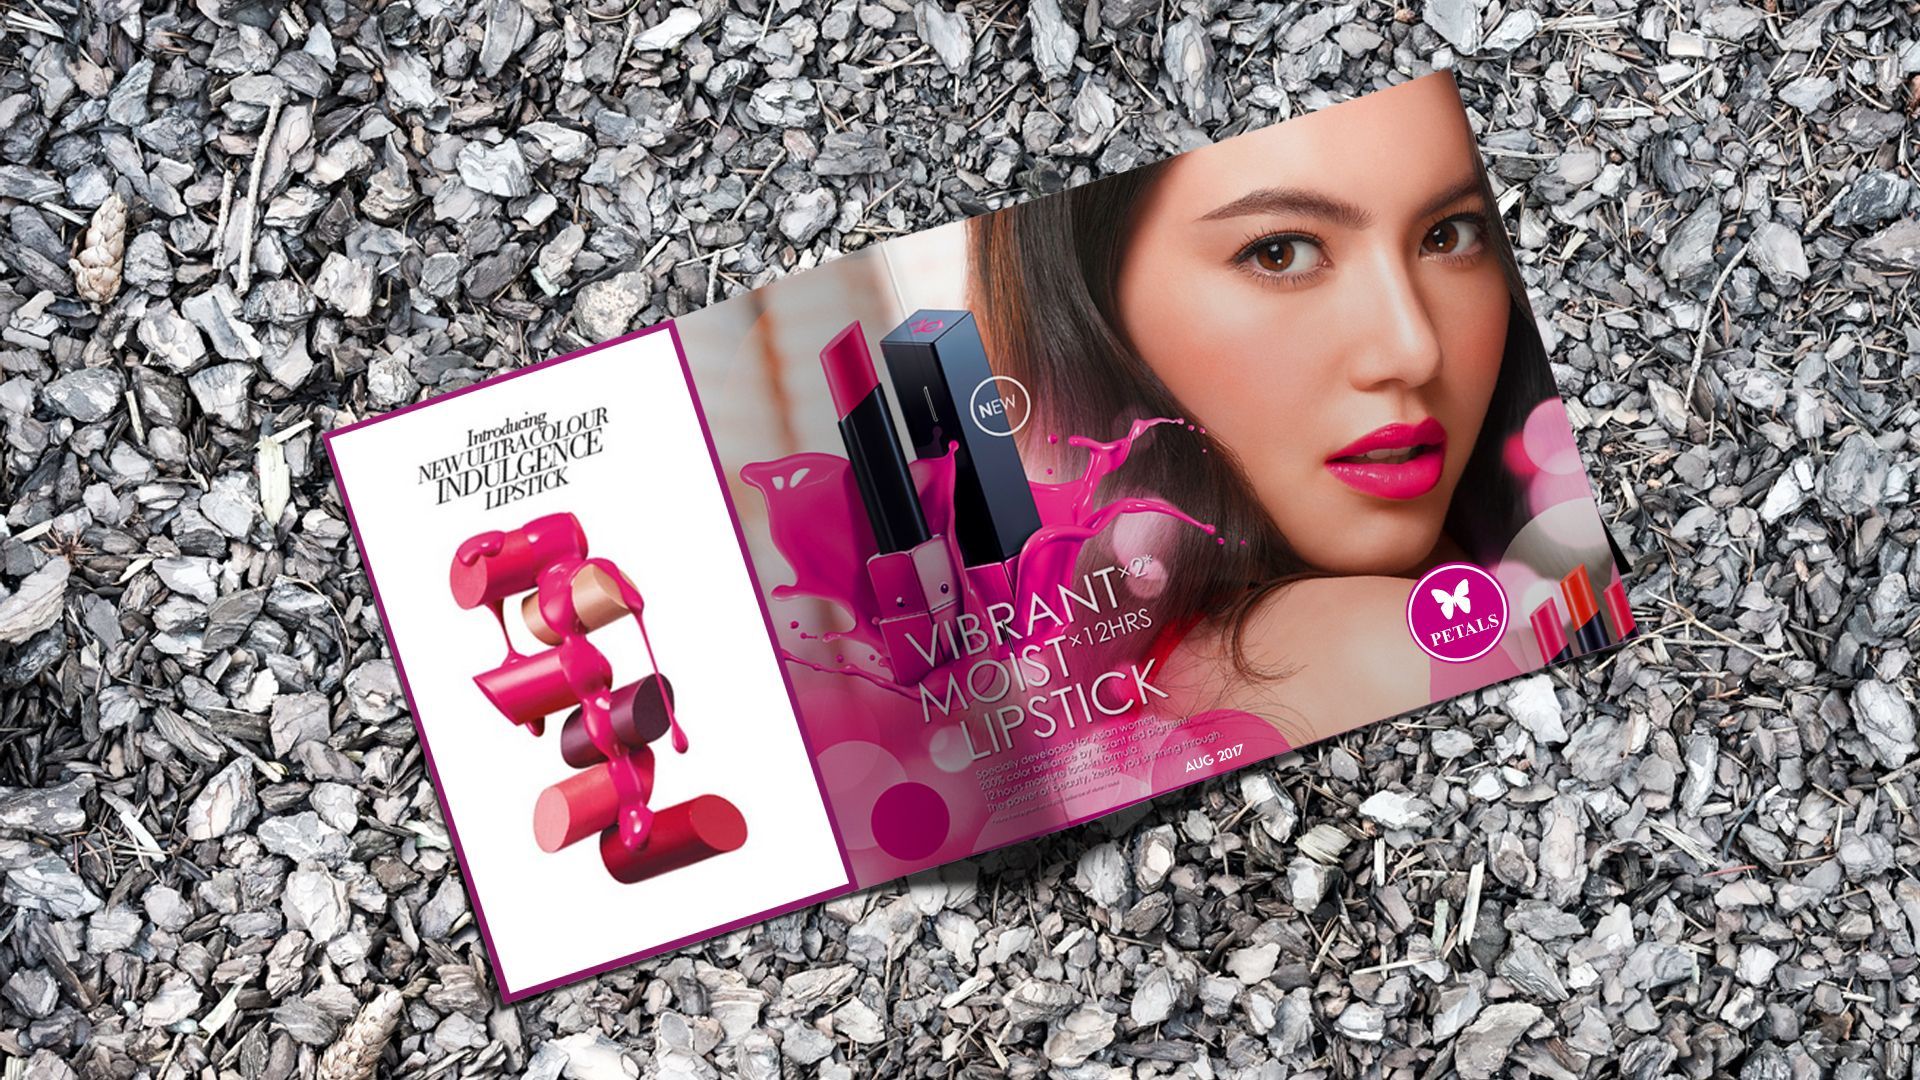 Introducing
NEW ULTRA COLOUR
INDULGENCE
LIPSTICK
NEW
VIBRANT×2*
MOIST×12HRS
LIPSTICK
Specially developed for Asian women,
200% color brilliance by vibrant red pigment,
12 hours moisture lock-in formula.
The power of beauty, keeps you shinning through.
AUG 2017
PETALS